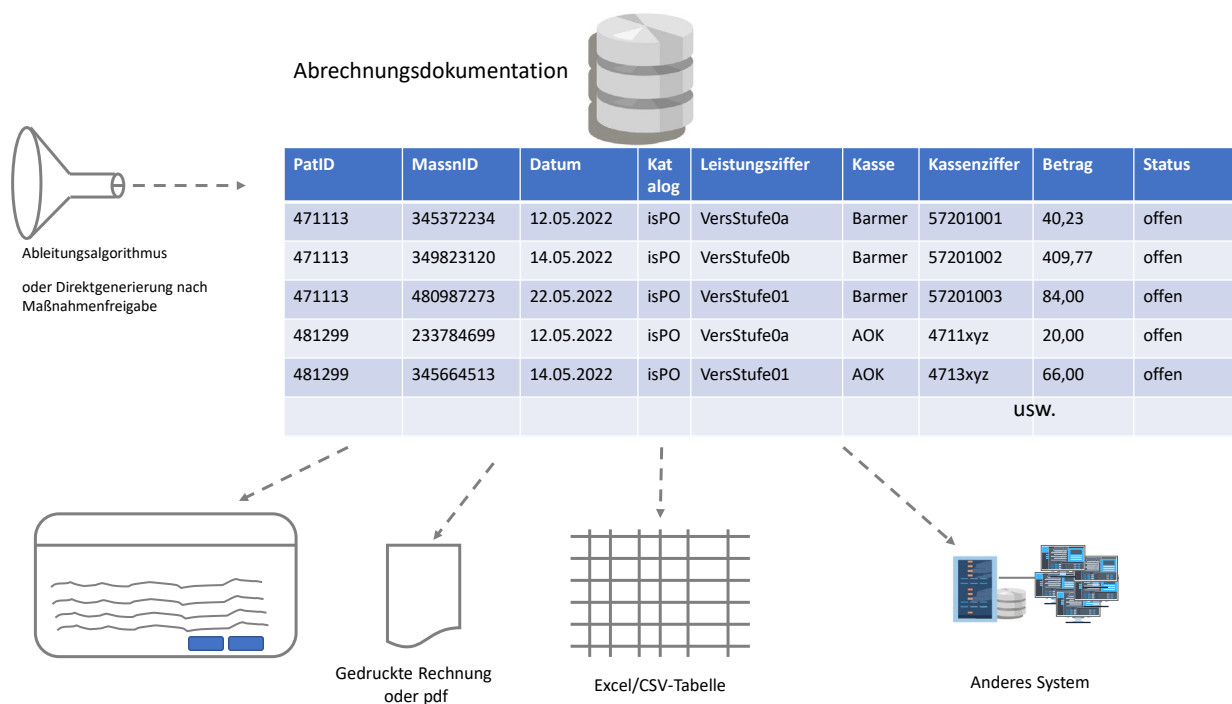 Abrechnungsdokumentation
Ableitungsalgorithmus
oder Direktgenerierung nach
Maßnahmenfreigabe
PatID MassnID Datum Kat alog Leistungsziffer Kasse Kassenziffer Betrag Status
471113 345372234 12.05.2022 isPO VersStufe0a Barmer 57201001 40,23 offen
471113 349823120 14.05.2022 isPO VersStufe0b Barmer 57201002 409,77 offen
471113 480987273 22.05.2022 isPO VersStufe01 Barmer 57201003 84,00 offen
481299 233784699 12.05.2022 isPO VersStufe0a AOK 4711xyz 20,00 offen
481299 345664513 14.05.2022 isPO VersStufe01 AOK 4713xyz 66,00 offen
usw.
Gedruckte Rechnung
oder pdf
Excel/CSV-Tabelle
Anderes System